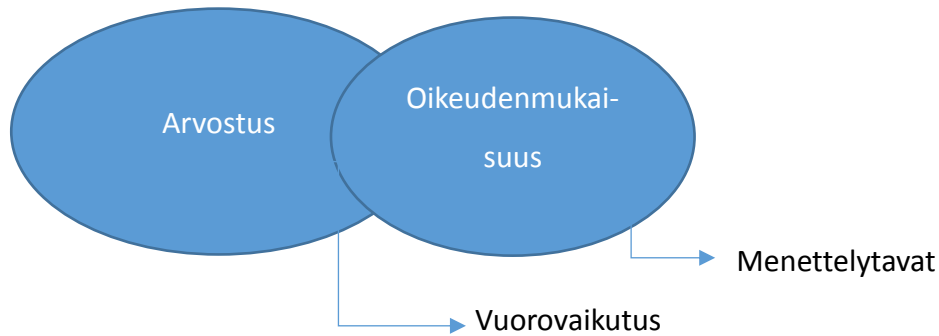 Arvostus
Oikeudenmukai-
suus
Menettelytavat
Vuorovaikutus